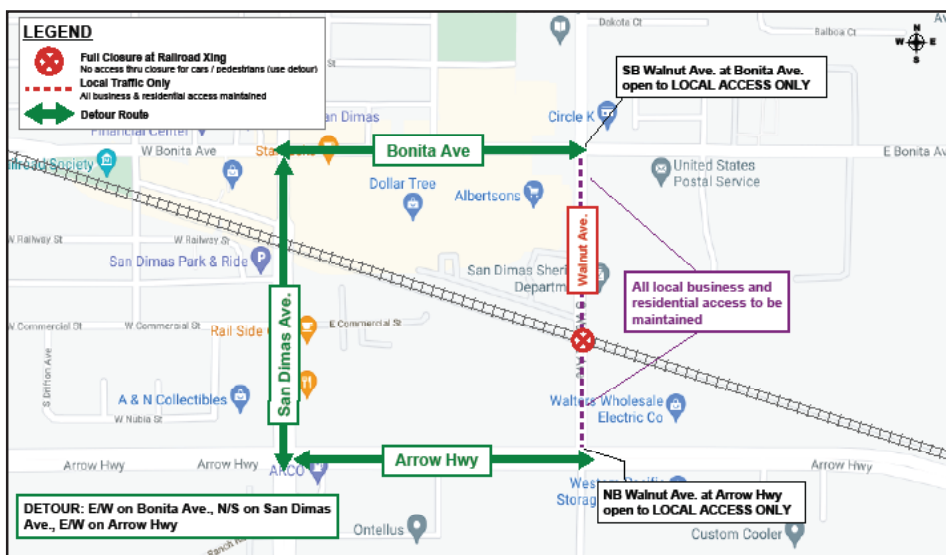 LEGEND
Full Closure at Railroad Xing
No access thru closure for cars / pedestrians (use detour)
Local Traffic Only
All business & residential access maintained
Detour Route
Dakota Ct
Balboa Ct
Av
N
W E
S
SB Walnut Ave. at Bonita Ave.
open to LOCAL ACCESS ONLY
Financial Center
San Dimas
Circle K
W Bonita Ave
Bonita Ave
E Bonita Av
Railroad Society
Dollar Tree
Albertsons
United States
Postal Service
W Railway St
W Railway St
San Dimas Park & Ride
San Dimas Sheri
Department
Walnut Ave.
All local business and
residential access to be
maintained
W Commercial St
W Commercial St
E Commercial St
Rail Side
San Dimas Ave.
S Drifton Ave
A & N Collectibles
W Nubia St
Walters Wholesale
Electric Co
Arrow Hwy
Arrow Hwy
ARCO
Arrow Hwy
Arrow Hwy
Storag
NB Walnut Ave. at Arrow Hwy
open to LOCAL ACCESS ONLY
DETOUR: E/W on Bonita Ave., N/S on San Dimas
Ave., E/W on Arrow Hwy
Ontellus
Custom Cooler